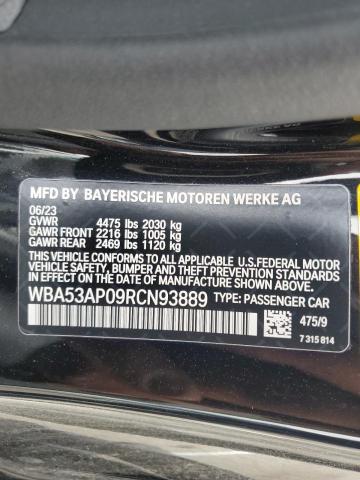 MFD BY BAYERISCHE MOTOREN WERKE AG
06/23
GVWR 4475 lbs 2030 kg
GAWR FRONT 2216 lbs 1005 kg
GAWR REAR 2469 lbs 1120 kg
THIS VEHICLE CONFORMS TO ALL APPLICABLE U.S.FEDERAL MOTOR
VEHICLE SAFETY, BUMPER, AND THEFT PREVENTION STANDARDS
IN EFFECT ON THE DATE OF MANUFACTURE SHOWN ABOVE.
WBA53AP09RCN93889 TYPE: PASSENGER CAR
475/9
7 315 814